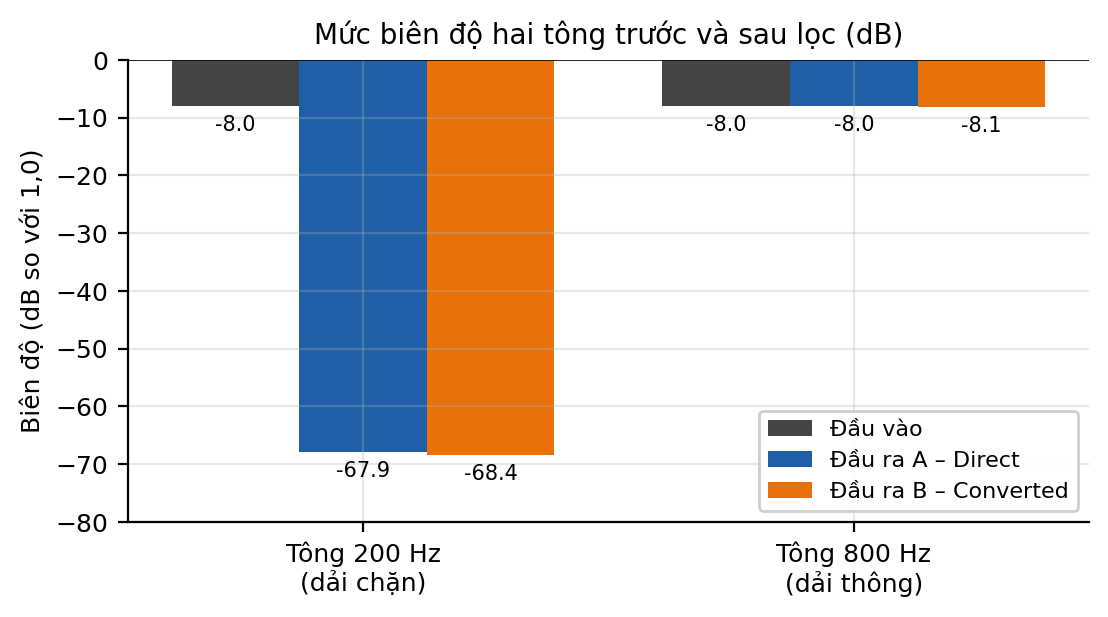 Mức biên độ hai tông trước và sau lọc (dB)
Biên độ (dB so với 1,0)
0
−10
−20
−30
−40
−50
−60
−70
−80
-8.0
-67.9
-68.4
-8.0
-8.0
-8.1
Đầu vào
Đầu ra A – Direct
Đầu ra B – Converted
Tông 200 Hz
(dải chặn)
Tông 800 Hz
(dải thông)